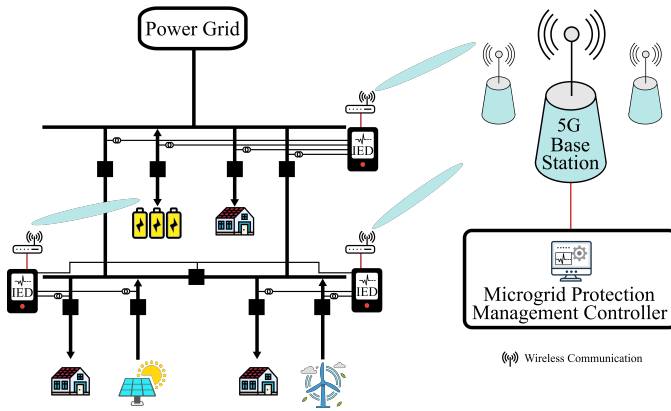 Power Grid
5G
Base
Station
IED
IED
IED
Microgrid Protection
Management Controller
Wireless Communication